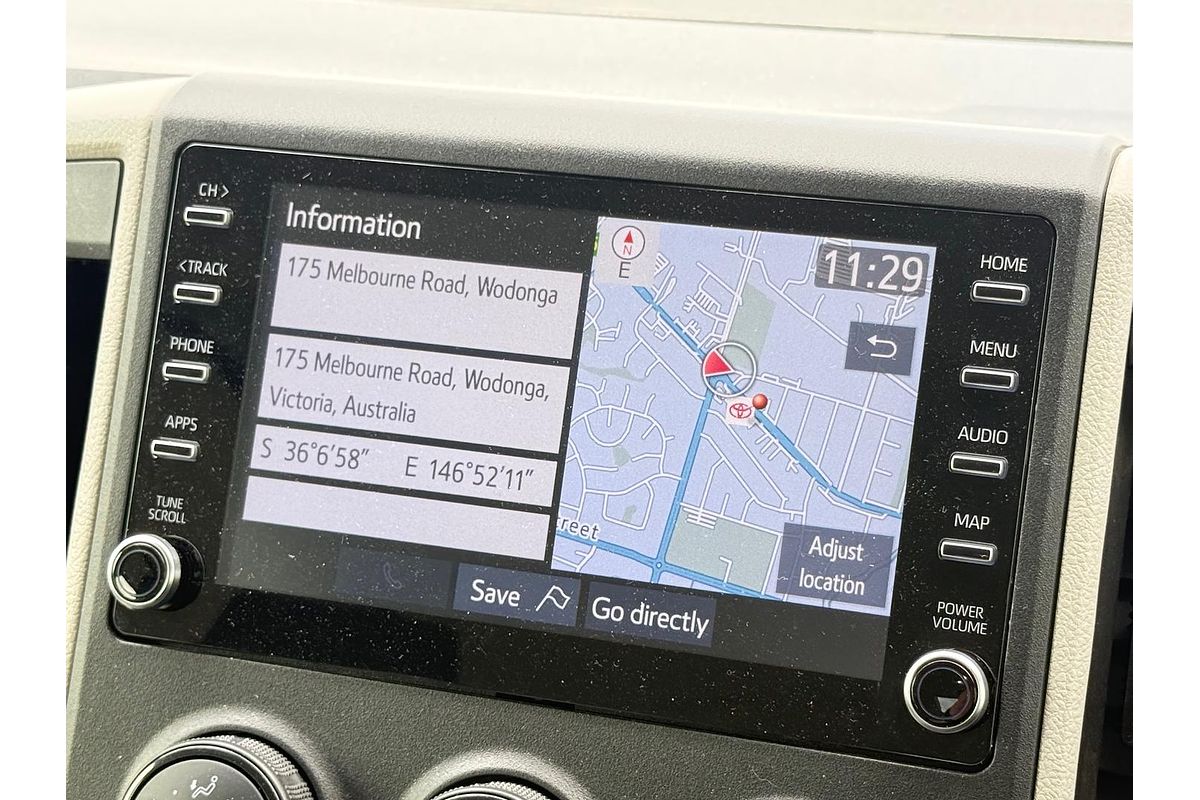 CH>
<TRACK
PHONE
APPS
TUNE
SCROLL
Information
175 Melbourne Road, Wodonga
175 Melbourne Road, Wodonga,
Victoria, Australia
S 36°6'58" E 146°52'11"
Save
Go directly
N
E
11:29
reet
Adjust
location
HOME
MENU
AUDIO
MAP
POWER
VOLUME